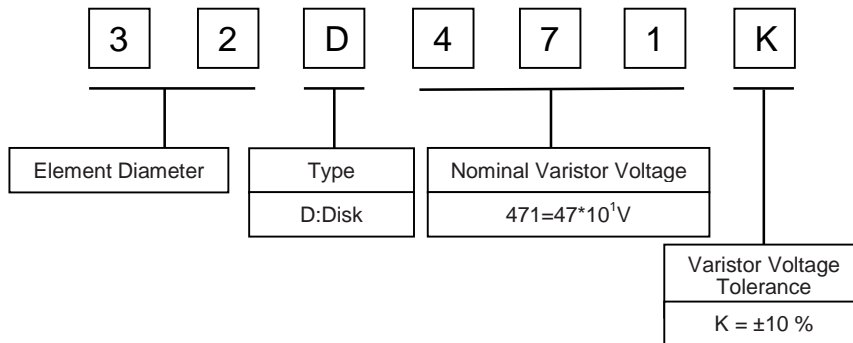 3 2 D 4 7 1 K
Element Diameter
Type
D:Disk
Nominal Varistor Voltage
471=47*10¹V
Varistor Voltage
Tolerance
K = ±10 %